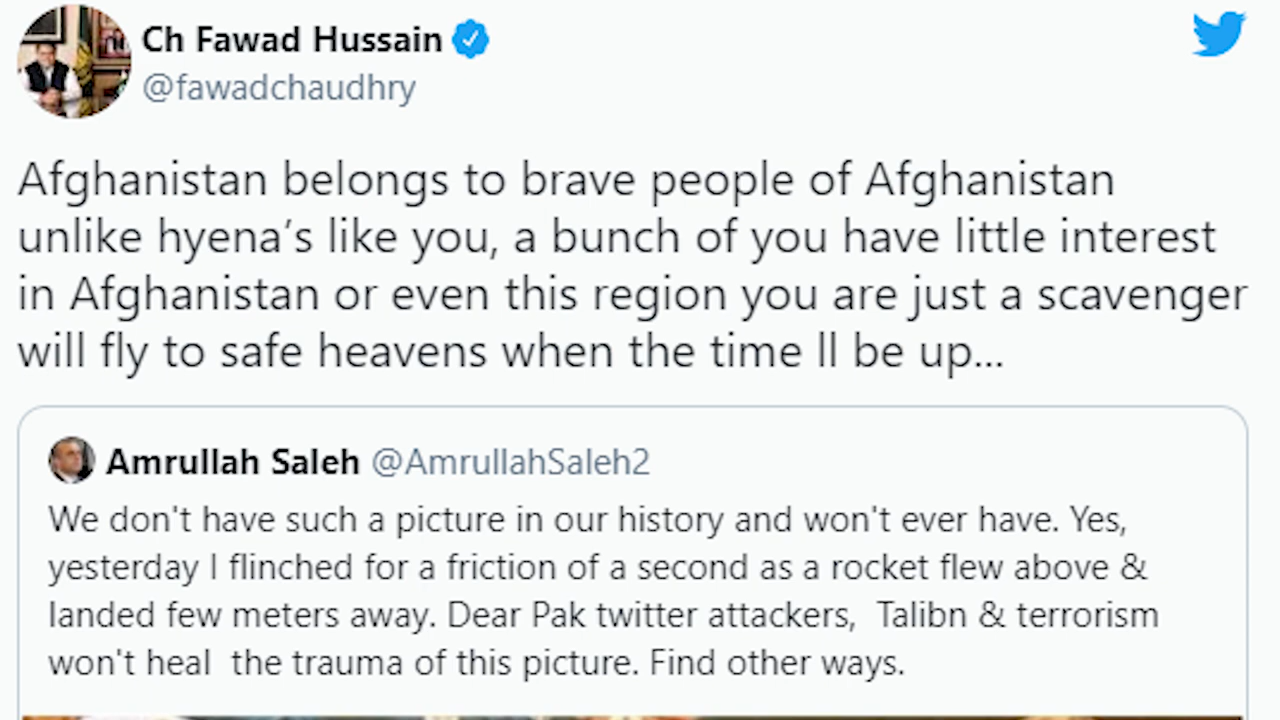 Ch Fawad Hussain
@fawadchaudhry
Afghanistan belongs to brave people of Afghanistan
unlike hyena’s like you, a bunch of you have little interest
in Afghanistan or even this region you are just a scavenger
will fly to safe heavens when the time ll be up...
Amrullah Saleh @AmrullahSaleh2
We don't have such a picture in our history and won't ever have. Yes,
yesterday I flinched for a friction of a second as a rocket flew above &
landed few meters away. Dear Pak twitter attackers,  Talibn & terrorism
won't heal  the trauma of this picture. Find other ways.